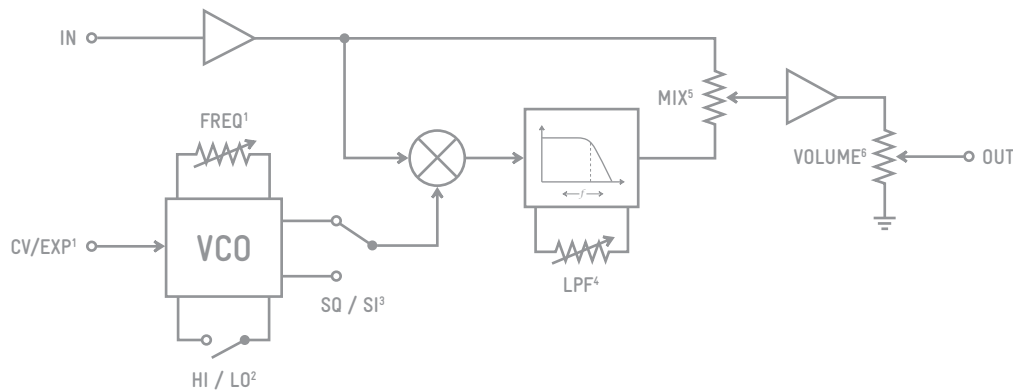 IN
MIX⁵
FREQ¹
VOLUME⁶
OUT
f
CV/EXP¹
VCO
LPF⁴
SQ / SI³
HI / LO²